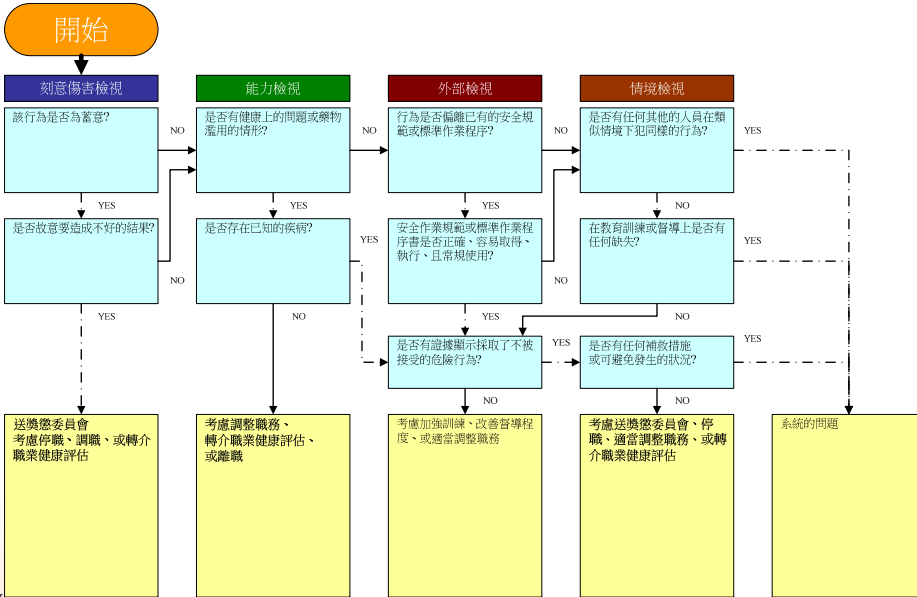 開始
刻意傷害檢視
能力檢視
外部檢視
情境檢視
該行為是否為蓄意?
NO
是否有健康上的問題或藥物
濫用的情形?
NO
行為是否偏離已有的安全規
範或標準作業程序?
NO
是否有任何其他的人員在類
似情境下犯同樣的行為?
YES
YES
YES
YES
NO
是否故意要造成不好的結果?
NO
是否存在已知的疾病?
YES
安全作業規範或標準作業程
序書是否正確、容易取得、
執行、且常規使用?
NO
在教育訓練或督導上是否有
任何缺失?
YES
YES
NO
YES
NO
是否有證據顯示採取了不被
接受的危險行為?
YES
是否有任何補救措施
或可避免發生的狀況?
YES
NO
NO
送獎懲委員會
考慮停職、調職、或轉介
職業健康評估
考慮調整職務、
轉介職業健康評估、
或離職
考慮加強訓練、改善督導程
度、或適當調整職務
考慮送獎懲委員會、停
職、適當調整職務、或轉
介職業健康評估
系統的問題